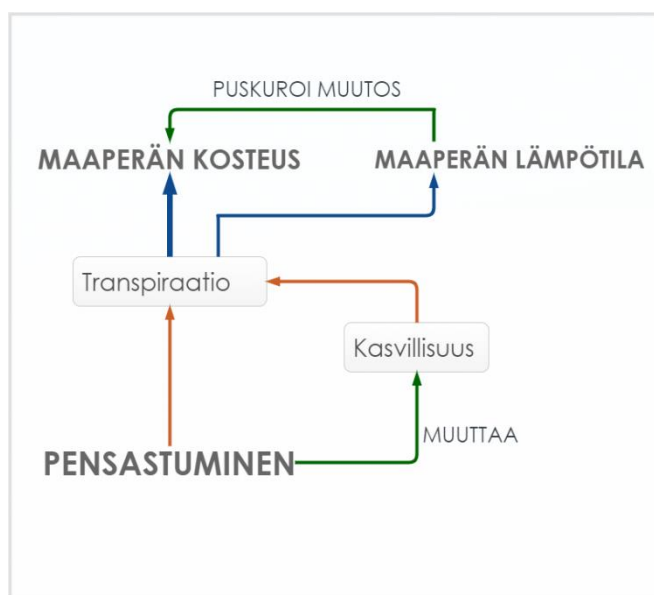 PUSKUROI MUUTOS
MAAPERÄN KOSTEUS
MAAPERÄN LÄMPÖTILA
Transpiraatio
Kasvillisuus
MUUTTAA
PENSASTUMINEN